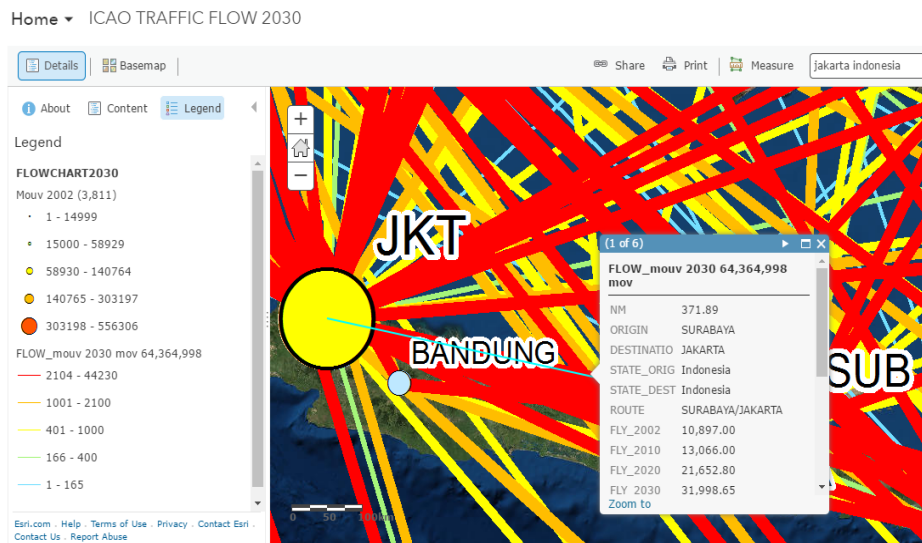 Home ICAO TRAFFIC FLOW 2030
Details Basemap Share Print Measure jakarta indonesia
About Content Legend
Legend
FLOWCHART2030
Mouv 2002 (3,811)
1 - 14999
15000 - 58929
58930 - 140764
140765 - 303197
303198 - 556306
FLOW_mouv 2030 mov 64,364,998
2104 - 44230
1001 - 2100
401 - 1000
166 - 400
1 - 165
Esri.com . Help . Terms of Use . Privacy . Contact Esri .
Contact Us . Report Abuse
+
−
JKT
BANDUNG
SUB
0 50 100km
(1 of 6)
FLOW_mouv 2030 64,364,998
mov
NM 371.89
ORIGIN SURABAYA
DESTINATIO JAKARTA
STATE_ORIG Indonesia
STATE_DEST Indonesia
ROUTE SURABAYA/JAKARTA
FLY_2002 10,897.00
FLY_2010 13,066.00
FLY_2020 21,652.80
FLY_2030 31,998.65
Zoom to